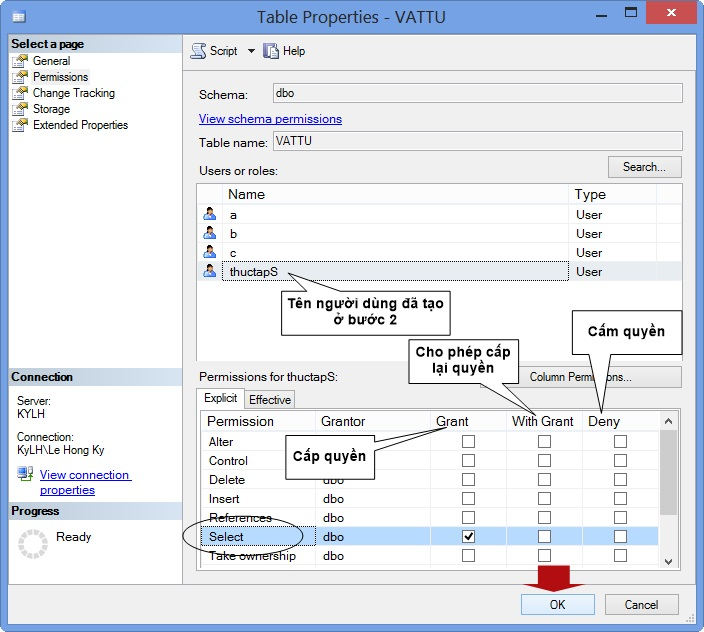 Table Properties - VATTU
Select a page
General
Permissions
Change Tracking
Storage
Extended Properties
Script
Help
Schema:
dbo
View schema permissions
Table name:
VATTU
Users or roles:
Search...
Name
Type
a
User
b
User
c
User
thuctapS
User
Tên người dùng đã tạo
ở bước 2
Cấm quyền
Cho phép cấp
lại quyền
Connection
Server:
KYLH
Connection:
KyLH\Le Hong Ky
View connection
properties
Progress
Ready
Permissions for thuctapS:
Column Permissions...
Explicit
Effective
Permission
Grantor
Grant
With Grant
Deny
Alter
Control
Delete
dbo
Insert
dbo
References
dbo
Select
dbo
Take ownership
dbo
Cấp quyền
OK
Cancel